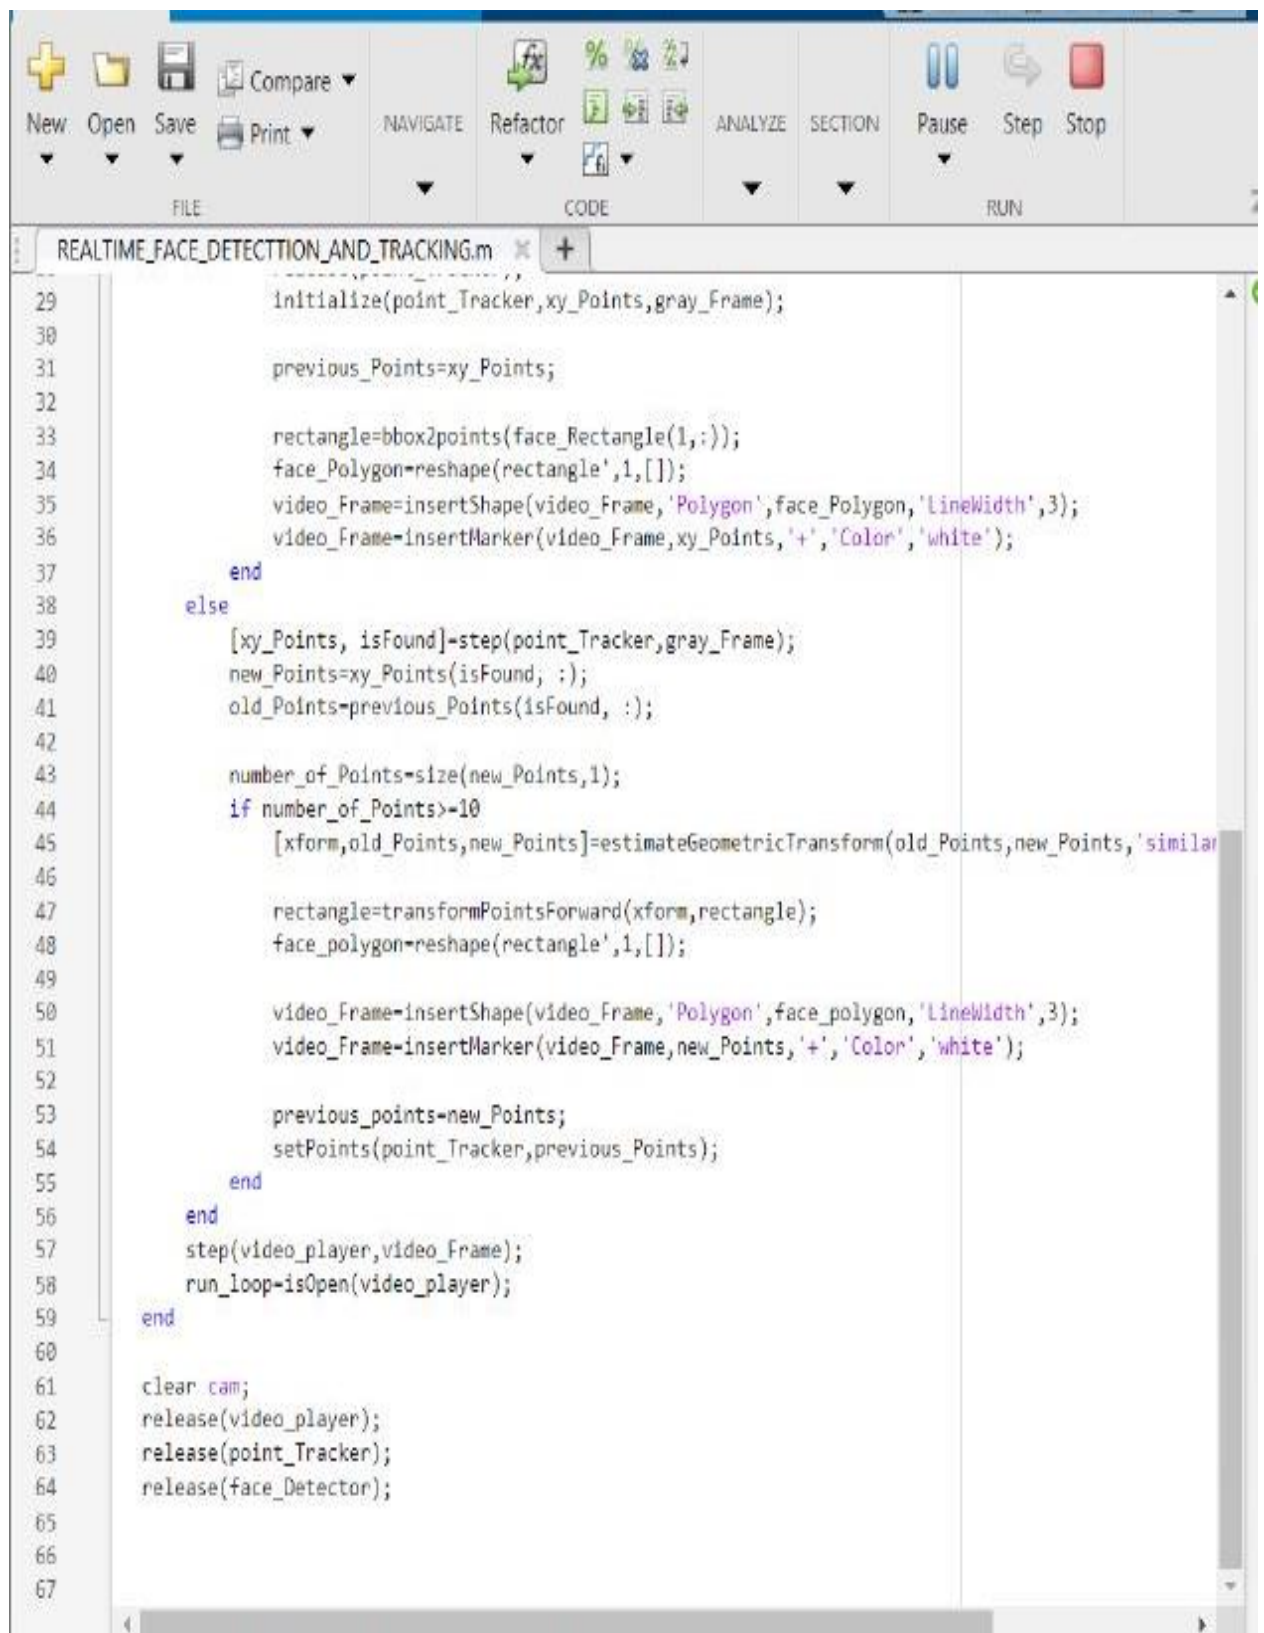 New Open Save Compare Print NAVIGATE Refactor ANALYZE SECTION Pause Step Stop
FILE CODE RUN
REALTIME_FACE_DETECTTION_AND_TRACKING.m
29 initialize(point_Tracker,xy_Points,gray_Frame);
30
31 previous_Points=xy_Points;
32
33 rectangle=bbox2points(face_Rectangle(1,:));
34 face_Polygon=reshape(rectangle',1,[]);
35 video_Frame=insertShape(video_Frame,'Polygon',face_Polygon,'LineWidth',3);
36 video_Frame=insertMarker(video_Frame,xy_Points,'+','Color','white');
37 end
38 else
39 [xy_Points, isFound]=step(point_Tracker,gray_Frame);
40 new_Points=xy_Points(isFound, :);
41 old_Points=previous_Points(isFound, :);
42
43 number_of_Points=size(new_Points,1);
44 if number_of_Points>=10
45 [xform,old_Points,new_Points]=estimateGeometricTransform(old_Points,new_Points,'similar
46
47 rectangle=transformPointsForward(xform,rectangle);
48 face_polygon=reshape(rectangle',1,[]);
49
50 video_Frame=insertShape(video_Frame,'Polygon',face_polygon,'LineWidth',3);
51 video_Frame=insertMarker(video_Frame,new_Points,'+','Color','white');
52
53 previous_points=new_Points;
54 setPoints(point_Tracker,previous_Points);
55 end
56 end
57 step(video_player,video_Frame);
58 run_loop=isOpen(video_player);
59 end
60
61 clear cam;
62 release(video_player);
63 release(point_Tracker);
64 release(face_Detector);
65
66
67